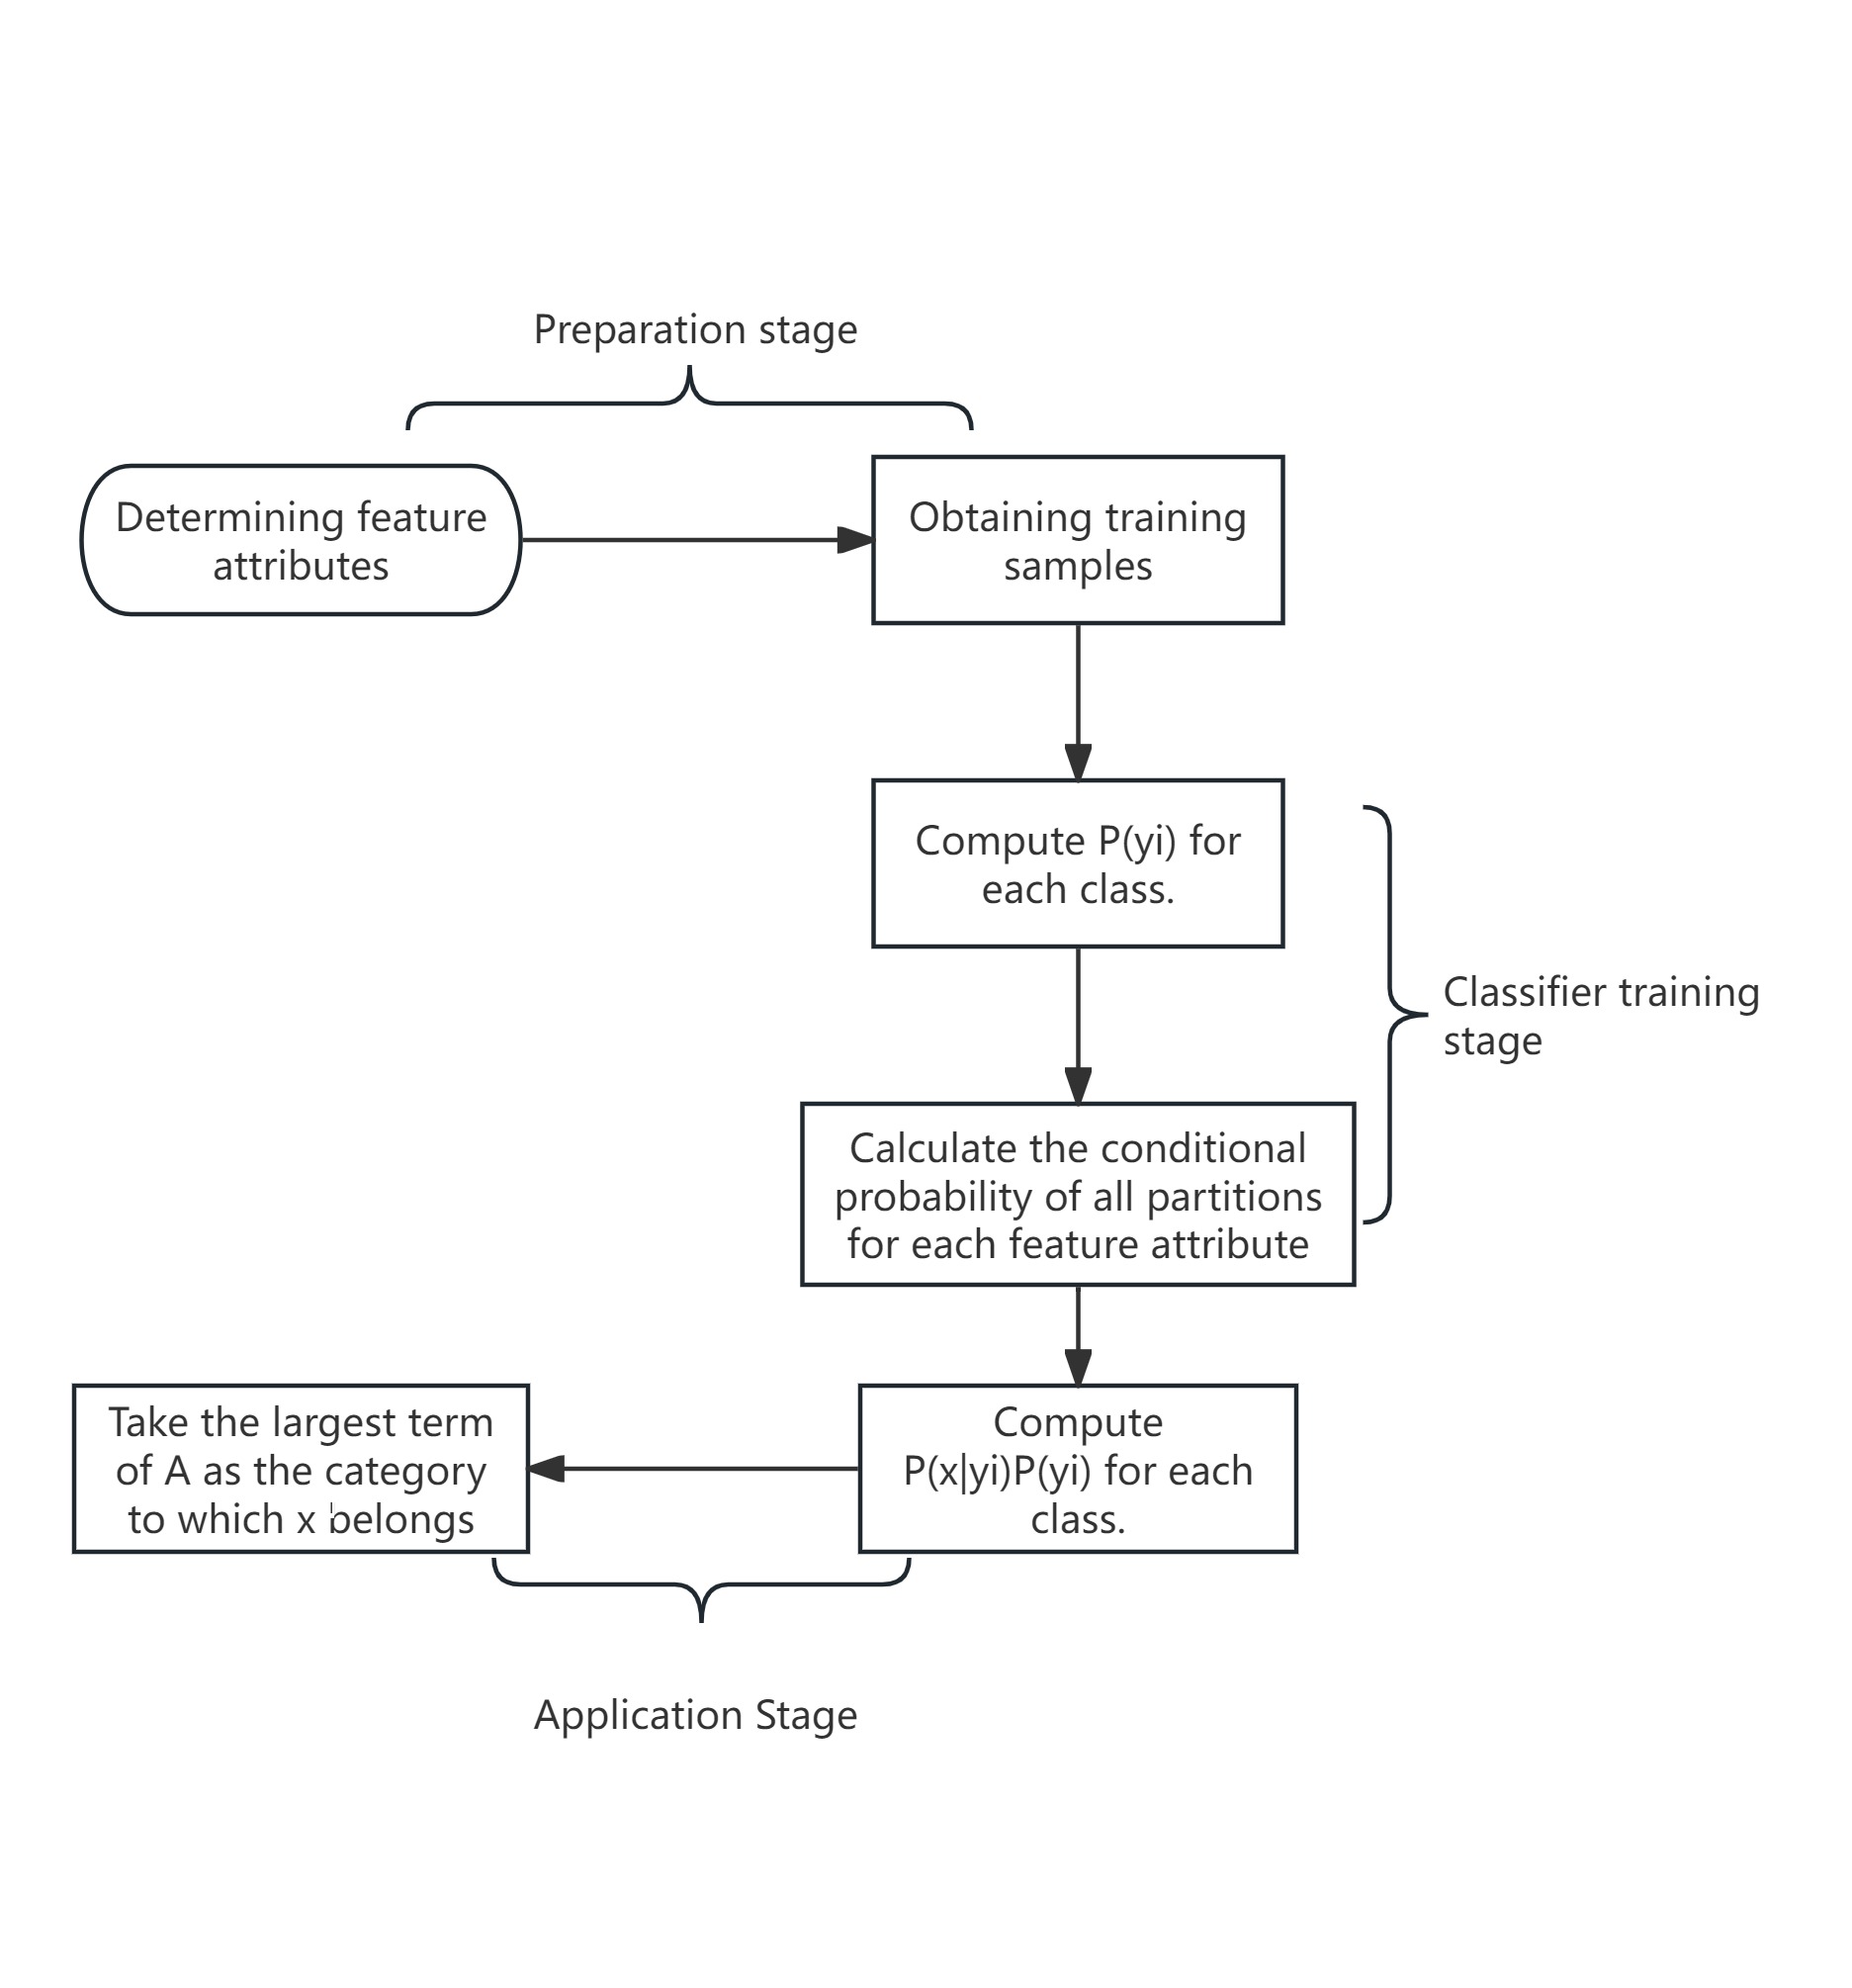 Preparation stage
Determining feature
attributes
Obtaining training
samples
Compute P(yi) for
each class.
Classifier training
stage
Calculate the conditional
probability of all partitions
for each feature attribute
Compute
P(x|yi)P(yi) for each
class.
Take the largest term
of A as the category
to which x belongs
Application Stage